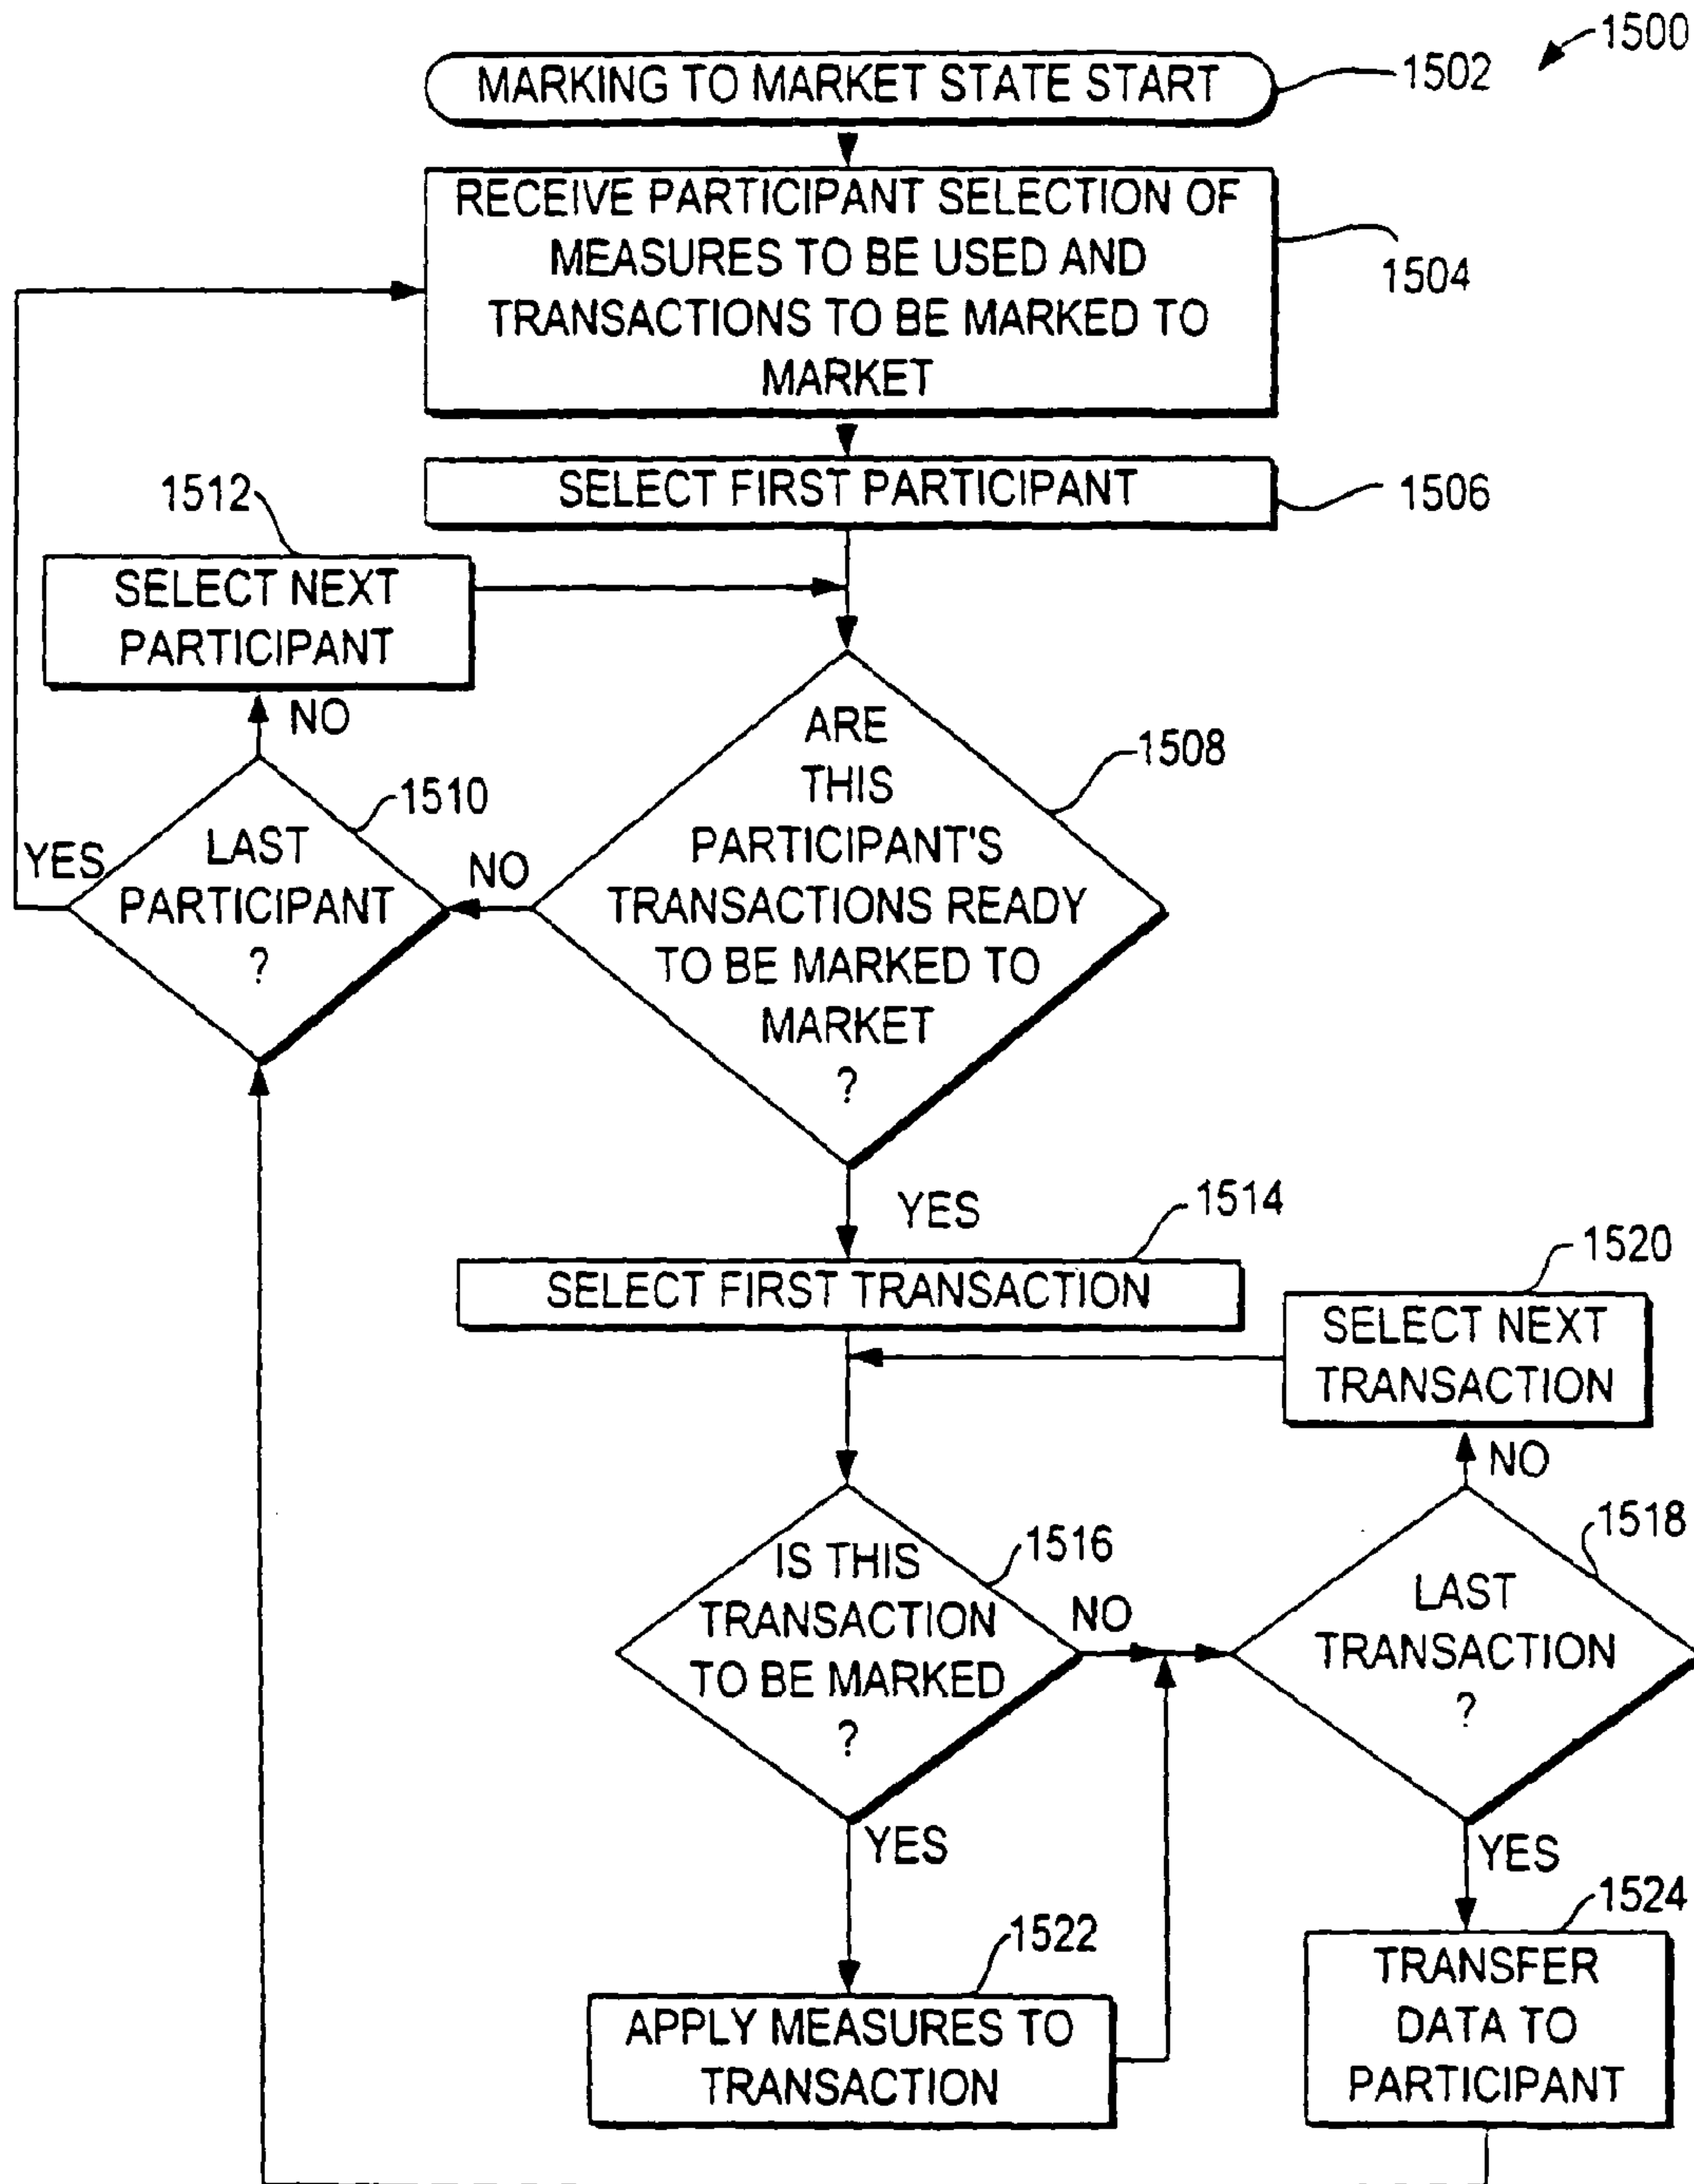 1500
MARKING TO MARKET STATE START
1502
RECEIVE PARTICIPANT SELECTION OF
MEASURES TO BE USED AND
TRANSACTIONS TO BE MARKED TO
MARKET
1504
SELECT FIRST PARTICIPANT
1506
1512
SELECT NEXT
PARTICIPANT
NO
ARE
THIS
PARTICIPANT'S
TRANSACTIONS READY
TO BE MARKED TO
MARKET
?
1508
1510
LAST
PARTICIPANT
?
YES
NO
YES
1514
SELECT FIRST TRANSACTION
1520
SELECT NEXT
TRANSACTION
NO
IS THIS
TRANSACTION
TO BE MARKED
?
1516
NO
1518
LAST
TRANSACTION
?
YES
YES
1522
APPLY MEASURES TO
TRANSACTION
1524
TRANSFER
DATA TO
PARTICIPANT